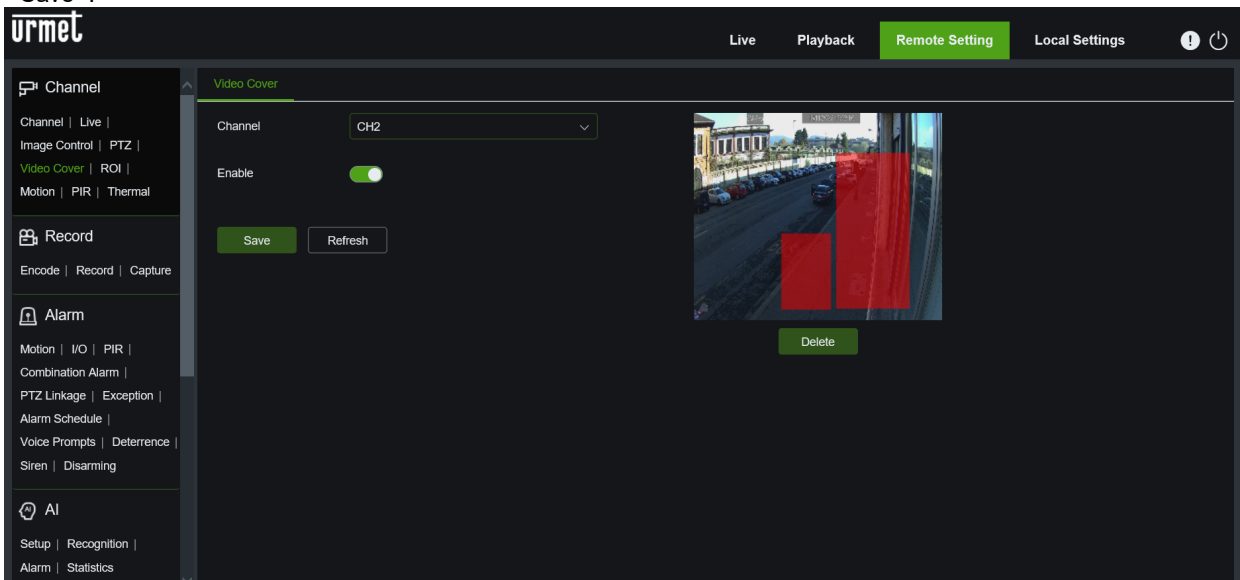 urmet
Live Playback Remote Setting Local Settings
Channel
Channel | Live |
Image Control | PTZ |
Video Cover | ROI |
Motion | PIR | Thermal
Record
Encode | Record | Capture
Alarm
Motion | I/O | PIR |
Combination Alarm |
PTZ Linkage | Exception |
Alarm Schedule |
Voice Prompts | Deterrence |
Siren | Disarming
AI
Setup | Recognition |
Alarm | Statistics
Video Cover
Channel CH2
Enable
Save Refresh
Delete